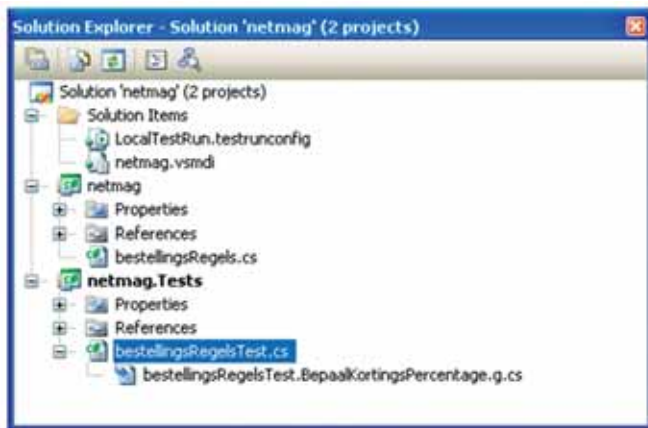 Solution Explorer - Solution 'netmag' (2 projects)
Solution 'netmag' (2 projects)
Solution Items
LocalTestRun.testrunconfig
netmag.vsmdi
netmag
Properties
References
bestellingsRegels.cs
netmag.Tests
Properties
References
bestellingsRegelsTest.cs
bestellingsRegelsTest.BepaalKortingsPercentage.g.cs